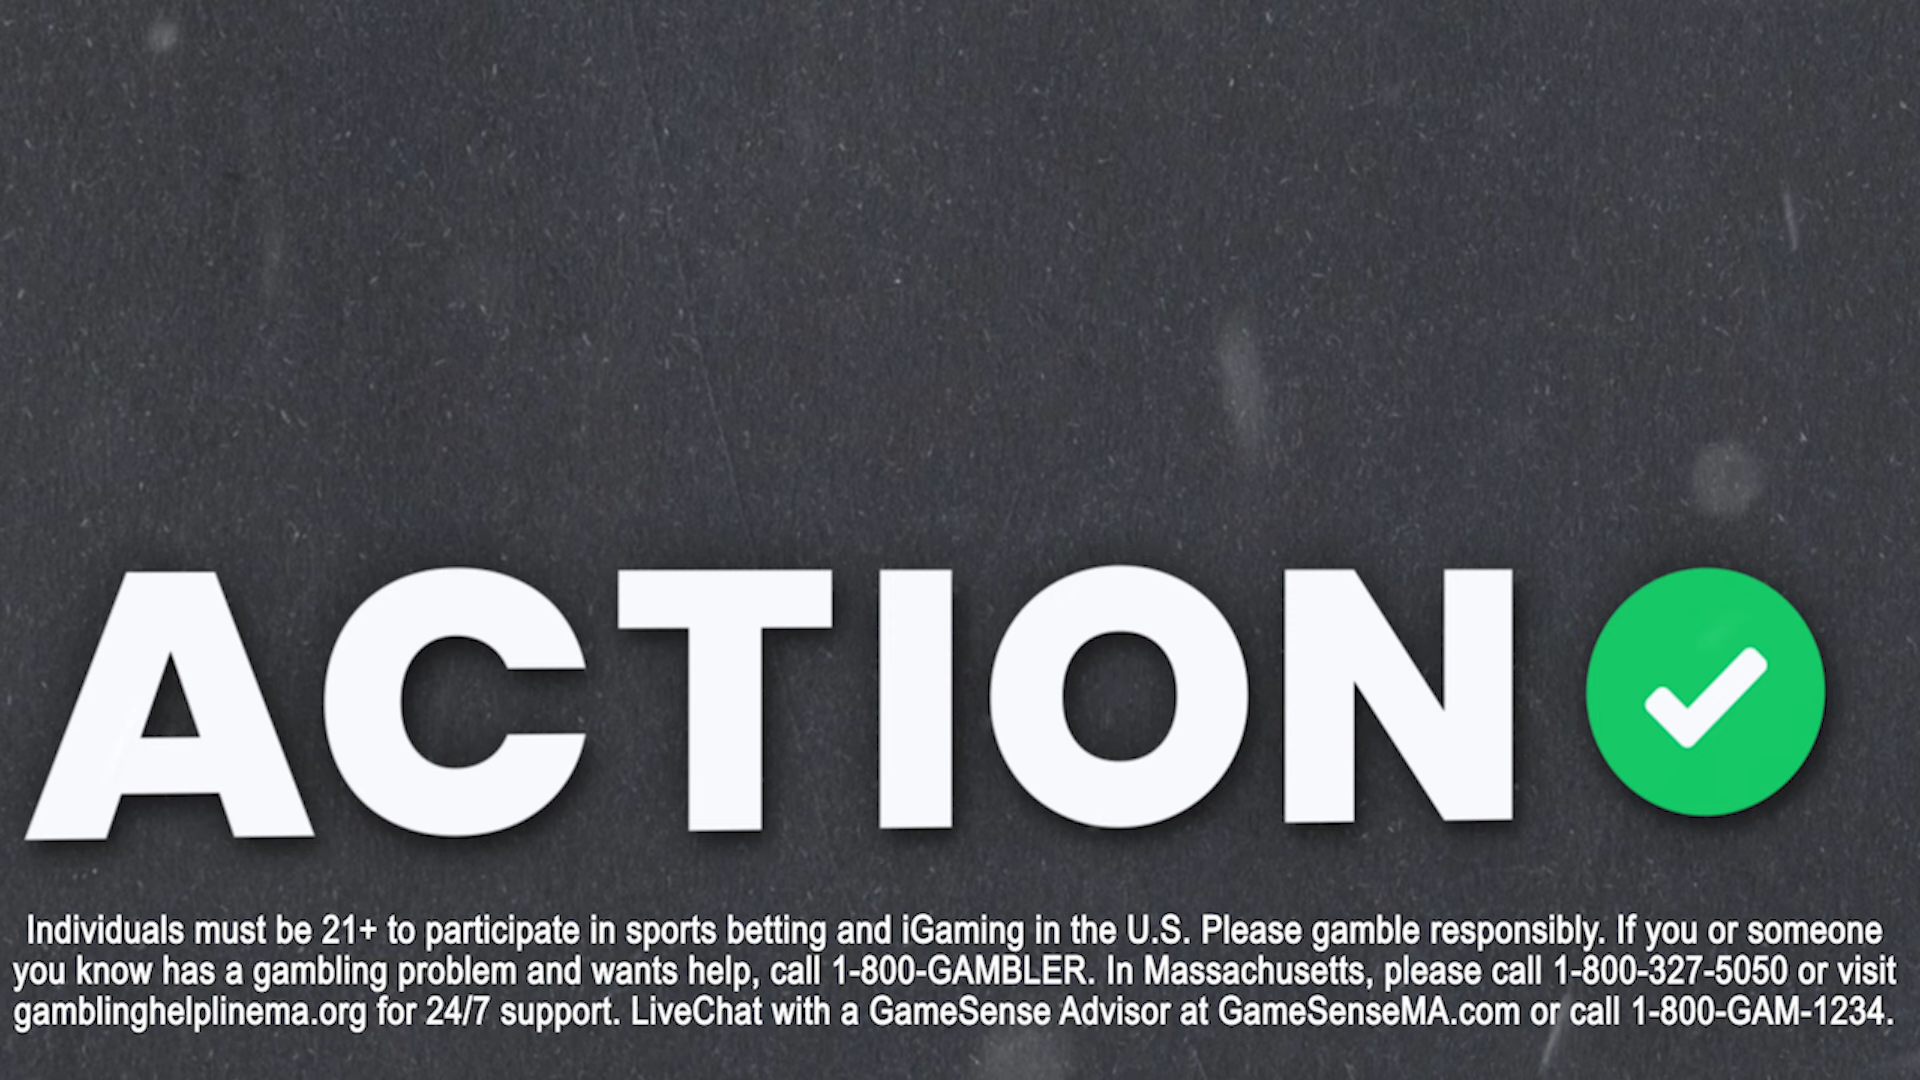 ACTION
Individuals must be 21+ to participate in sports betting and iGaming in the U.S. Please gamble responsibly. If you or someone
you know has a gambling problem and wants help, call 1-800-GAMBLER. In Massachusetts, please call 1-800-327-5050 or visit
gamblinghelplinema.org for 24/7 support. LiveChat with a GameSense Advisor at GameSenseMA.com or call 1-800-GAM-1234.